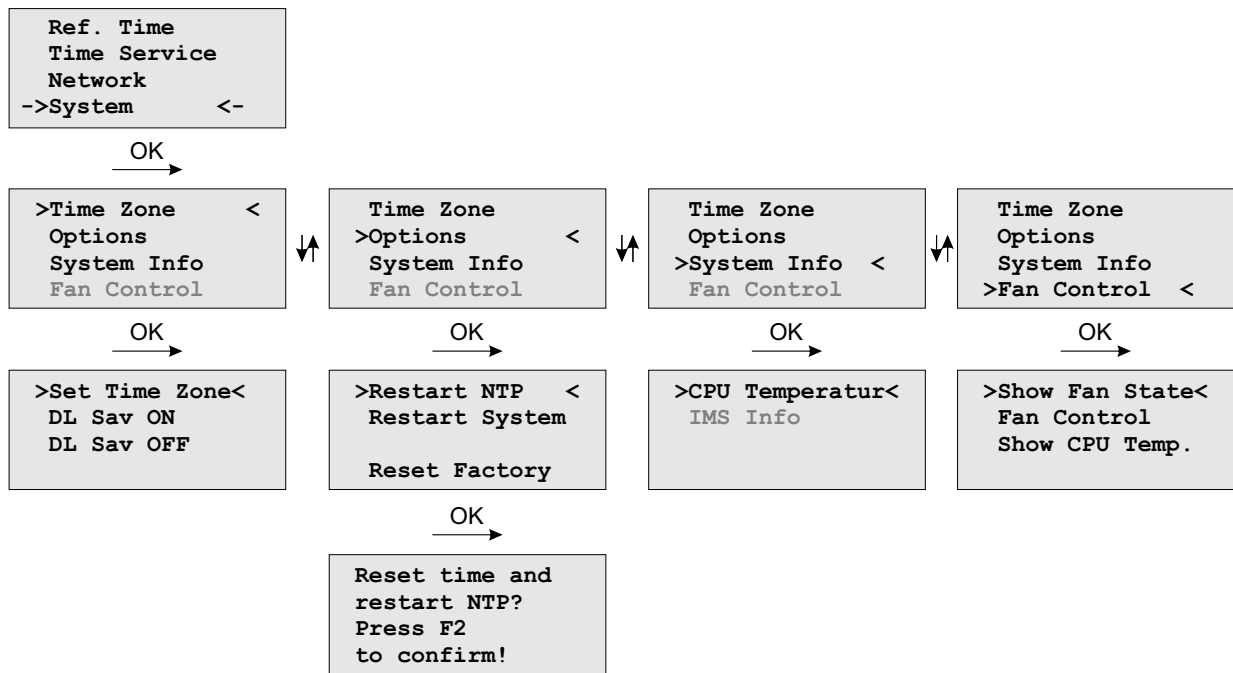 Ref. Time
Time Service
Network
->System <-
OK
>Time Zone <
Options
System Info
Fan Control
Time Zone
>Options <
System Info
Fan Control
Time Zone
Options
>System Info <
Fan Control
Time Zone
Options
System Info
>Fan Control <
OK
OK
OK
OK
>Set Time Zone<
DL Sav ON
DL Sav OFF
>Restart NTP <
Restart System
Reset Factory
>CPU Temperatur<
IMS Info
>Show Fan State<
Fan Control
Show CPU Temp.
OK
Reset time and
restart NTP?
Press F2
to confirm!